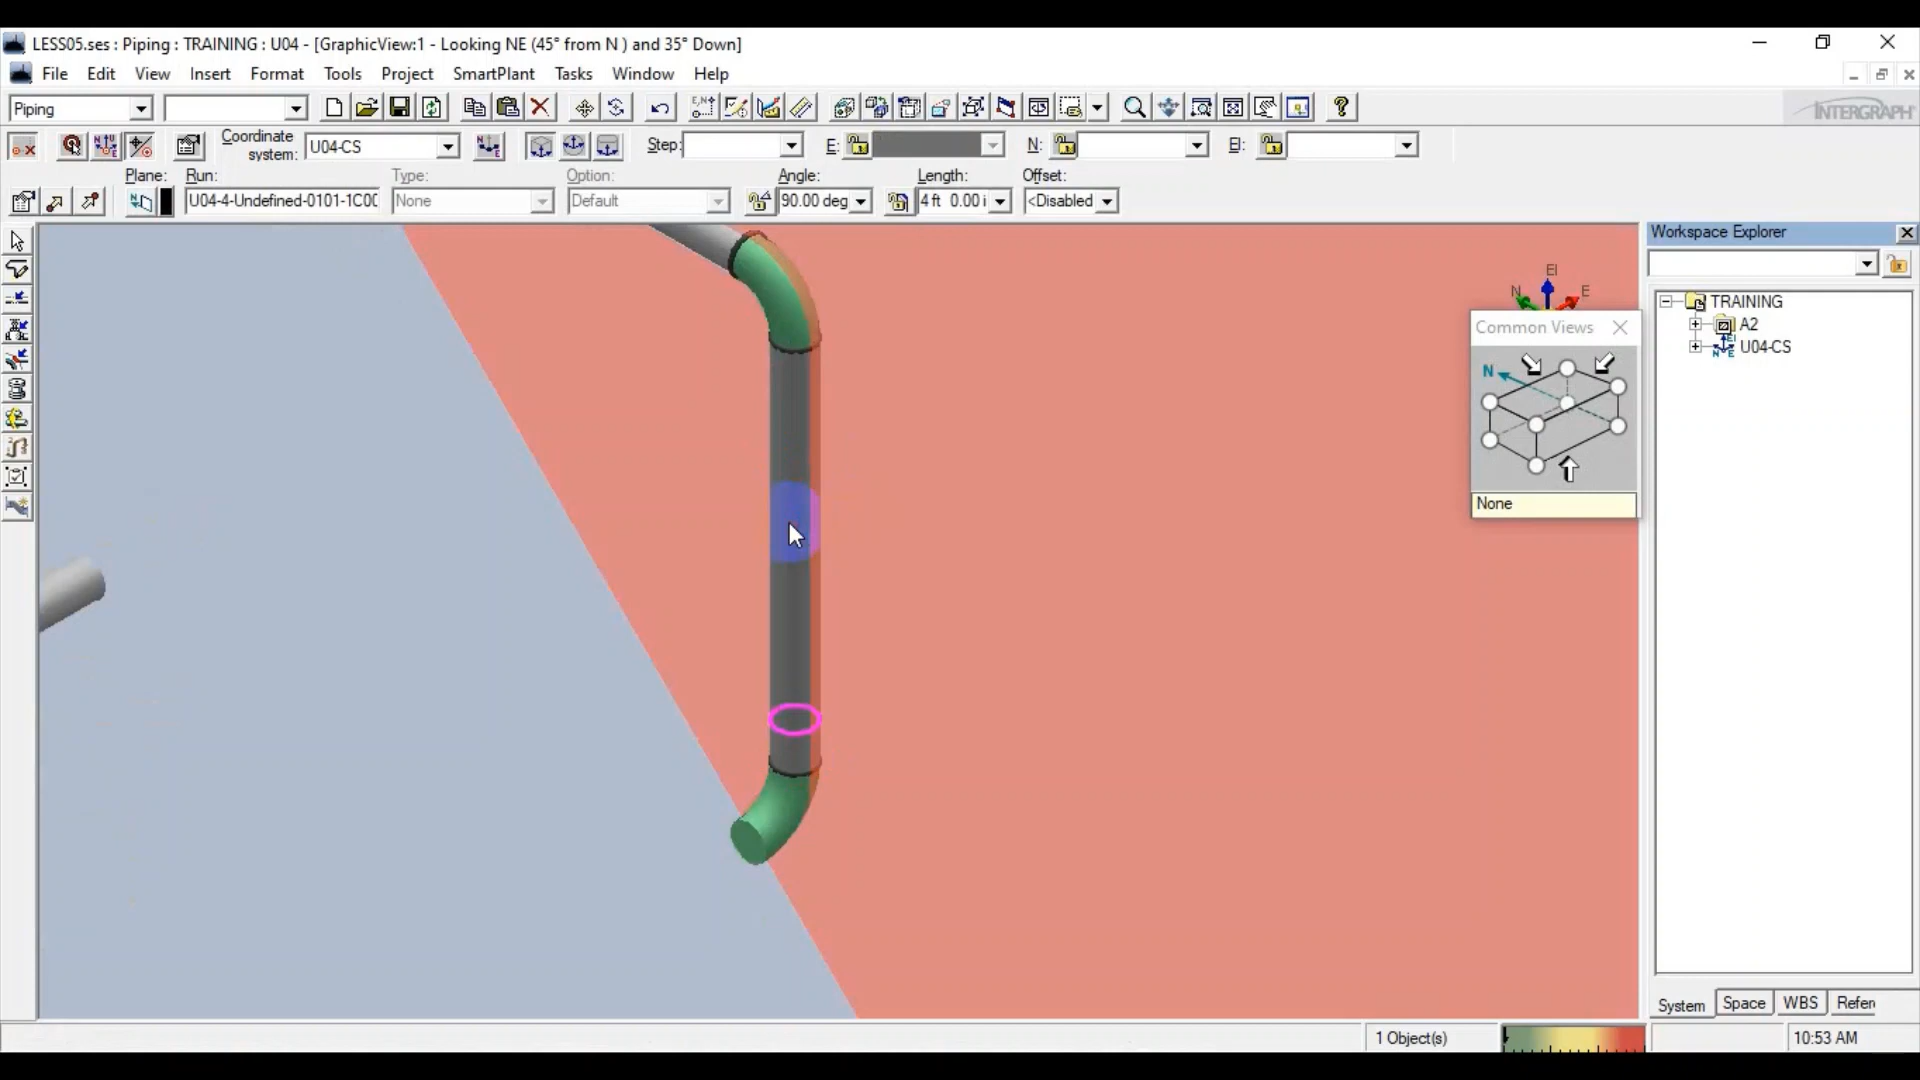 LESS05.ses : Piping : TRAINING : U04 - [GraphicView:1 - Looking NE (45° from N ) and 35° Down]
File Edit View Insert Format Tools Project SmartPlant Tasks Window Help
Piping
INTERGRAPH
Coordinate system: U04-CS Step: E: N: El:
Plane: Run: Type: Option: Angle: Length: Offset:
U04-4-Undefined-0101-1C0( None Default 90.00 deg 4 ft 0.00 i <Disabled
Workspace Explorer
El
N E
Common Views
N
None
TRAINING
A2
U04-CS
System Space WBS Refer
1 Object(s) 10:53 AM